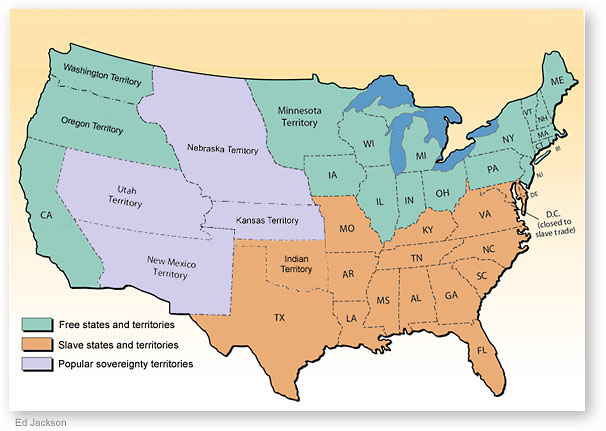 Washington Territory
ME
Oregon Territory
Minnesota
Territory
VT
NH
MA
CT
RI
NY
WI
MI
Nebraska Territory
IA
PA
NJ
IL
IN
OH
DE
Utah
Territory
CA
Kansas Territory
MO
KY
VA
D.C.
(closed to
slave trade)
New Mexico
Territory
Indian
Territory
TN
NC
AR
SC
MS
AL
GA
TX
LA
FL
Free states and territories
Slave states and territories
Popular sovereignty territories
Ed Jackson